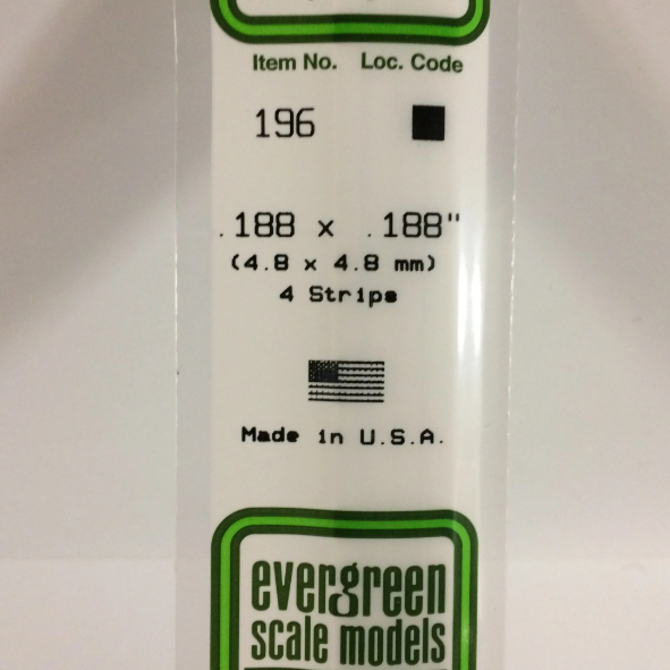 Item No. Loc. Code
196
.188 x .188"
(4.8 x 4.8 mm)
4 Strips
Made in U.S.A.
evergreen
scale models